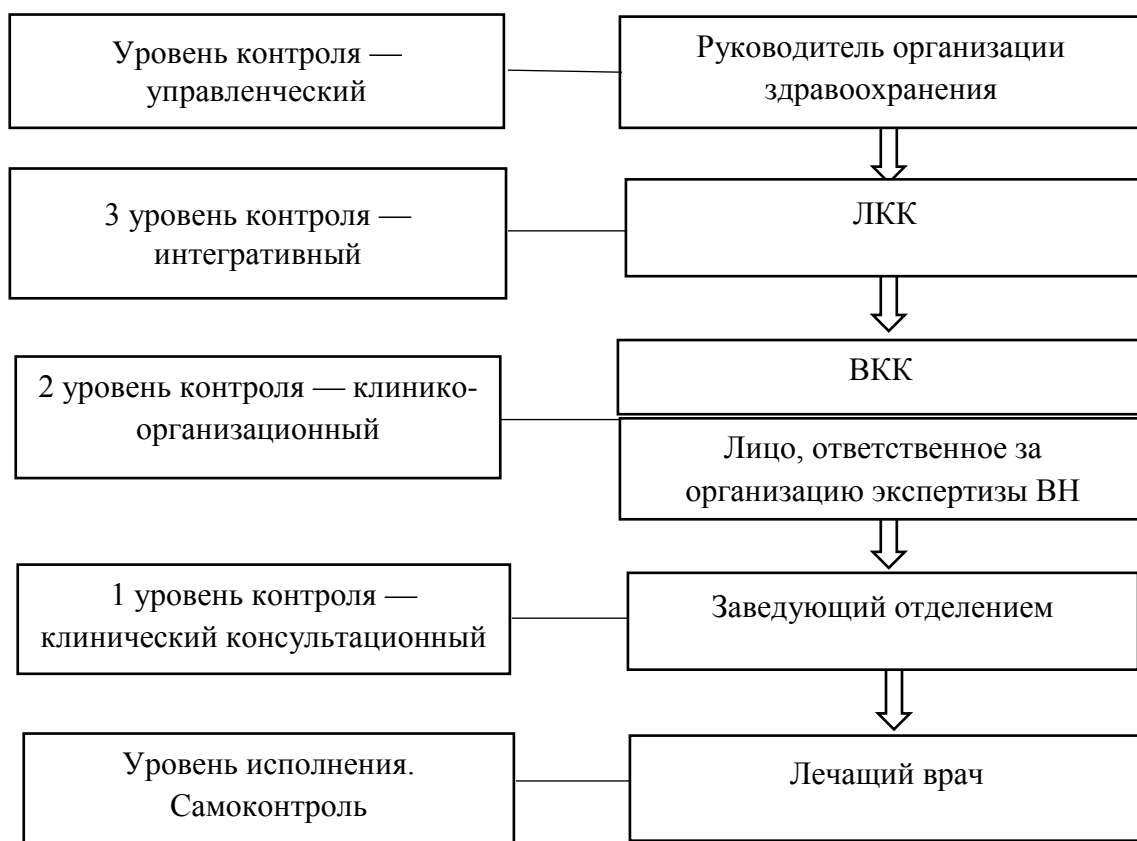 Уровень контроля —
управленческий
Руководитель организации
здравоохранения
3 уровень контроля —
интегративный
ЛКК
2 уровень контроля — клинико-
организационный
ВКК
Лицо, ответственное за
организацию экспертизы ВН
1 уровень контроля —
клинический консультационный
Заведующий отделением
Уровень исполнения.
Самоконтроль
Лечащий врач